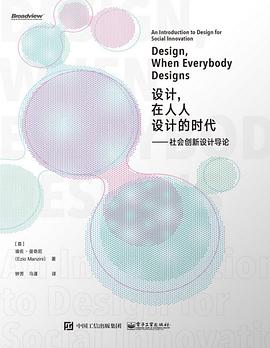 Broadview®
An Introduction to Design for
Social Innovation
Design,
When Everybody
Designs
设计，
在人人
设计的时代
——社会创新设计导论
[意]
埃佐·曼奇尼
(Ezio Manzini) 著
钟芳 马谨 译
中国工信出版集团
电子工业出版社